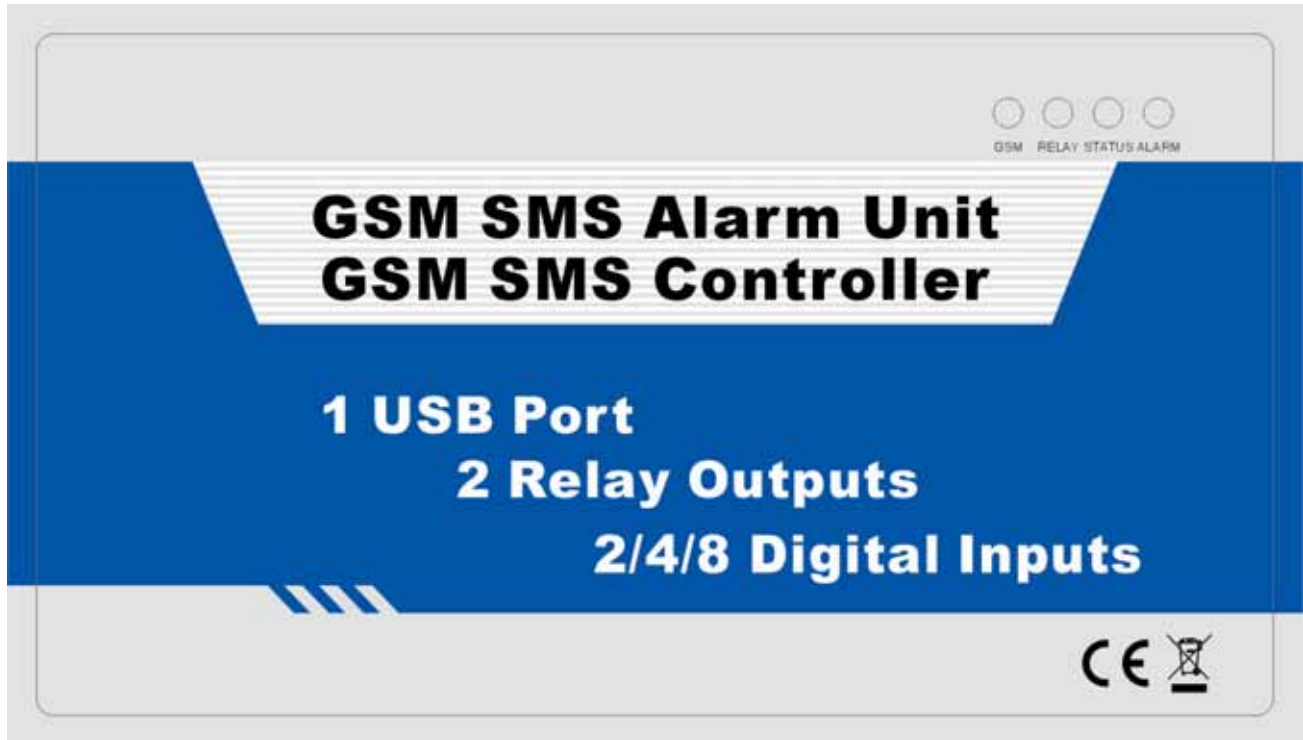 GSM RELAY STATUS ALARM
GSM SMS Alarm Unit
GSM SMS Controller
1 USB Port
2 Relay Outputs
2/4/8 Digital Inputs
CE